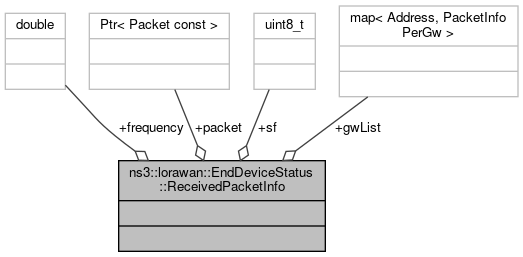 double
Ptr< Packet const >
uint8_t
map< Address, PacketInfo
PerGw >
+frequency
+packet
+sf
+gwList
ns3::lorawan::EndDeviceStatus
::ReceivedPacketInfo